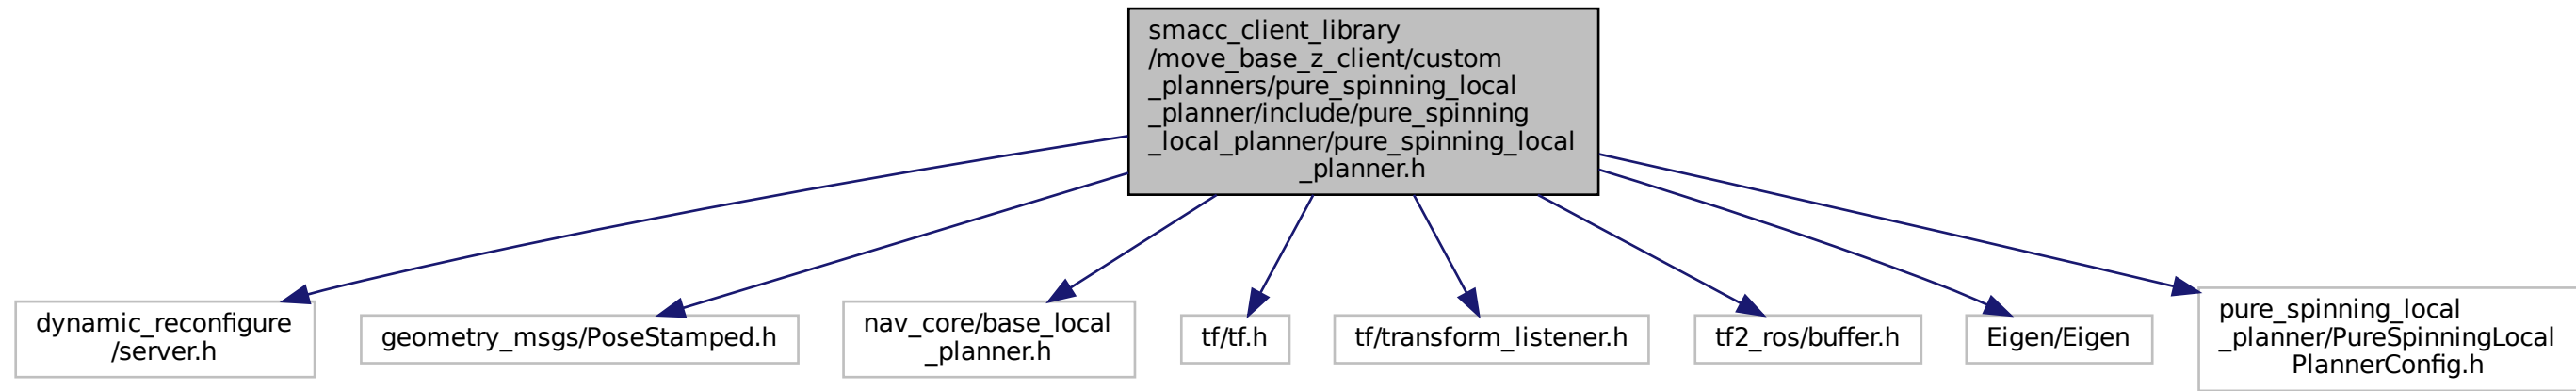 smacc_client_library
/move_base_z_client/custom
_planners/pure_spinning_local
_planner/include/pure_spinning
_local_planner/pure_spinning_local
_planner.h
dynamic_reconfigure
/server.h
geometry_msgs/PoseStamped.h
nav_core/base_local
_planner.h
tf/tf.h
tf/transform_listener.h
tf2_ros/buffer.h
Eigen/Eigen
pure_spinning_local
_planner/PureSpinningLocal
PlannerConfig.h